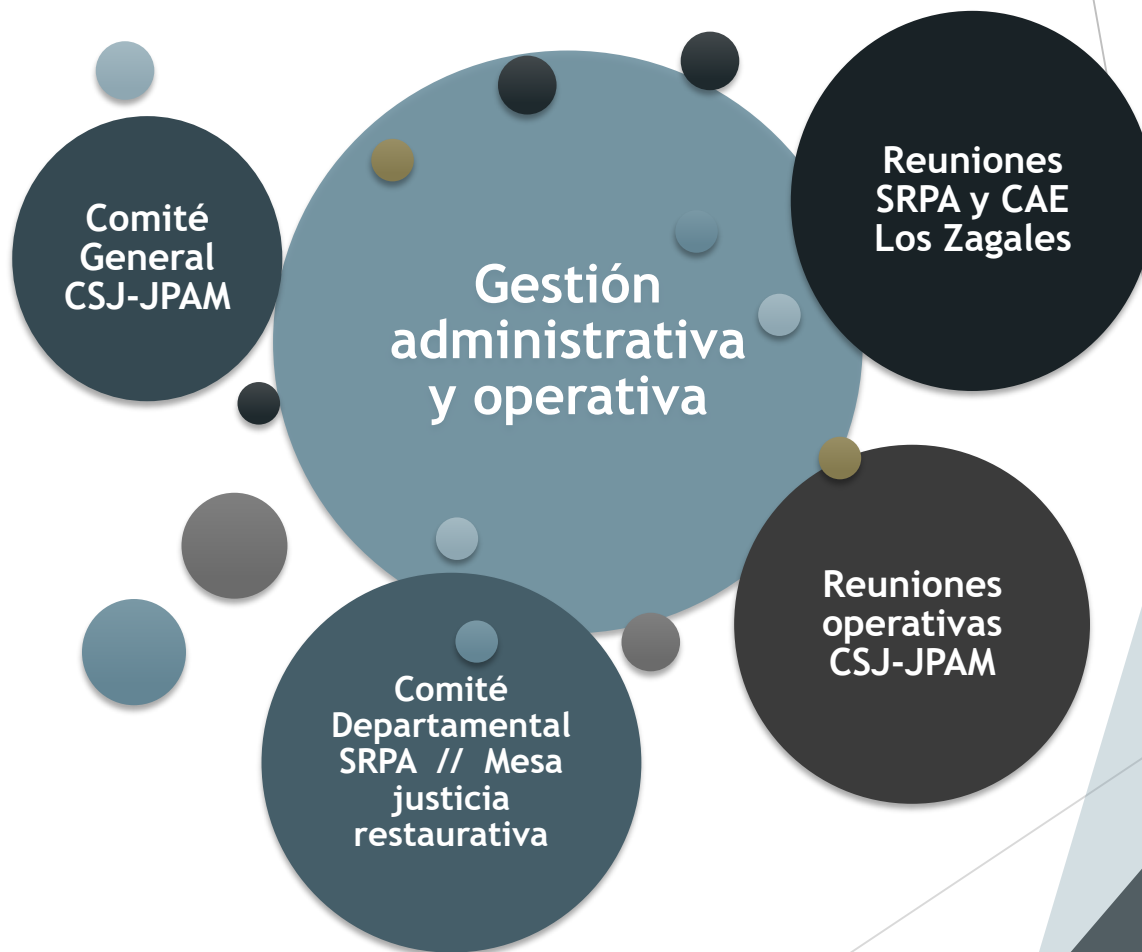 Comité
General
CSJ-JPAM
Gestión
administrativa
y operativa
Reuniones
SRPA y CAE
Los Zagales
Reuniones
operativas
CSJ-JPAM
Comité
Departamental
SRPA // Mesa
justicia
restaurativa